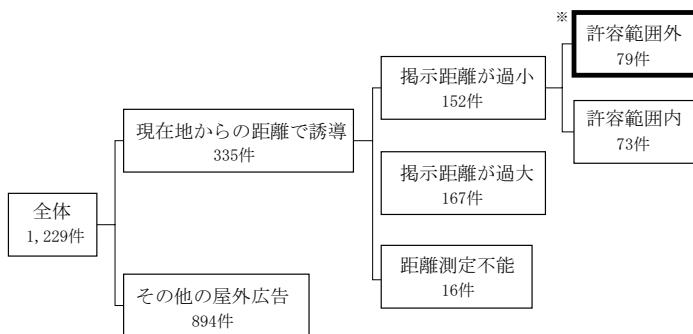 全体
1,229件
現在地からの距離で誘導
335件
その他の屋外広告
894件
掲示距離が過小
152件
掲示距離が過大
167件
距離測定不能
16件
※
許容範囲外
79件
許容範囲内
73件